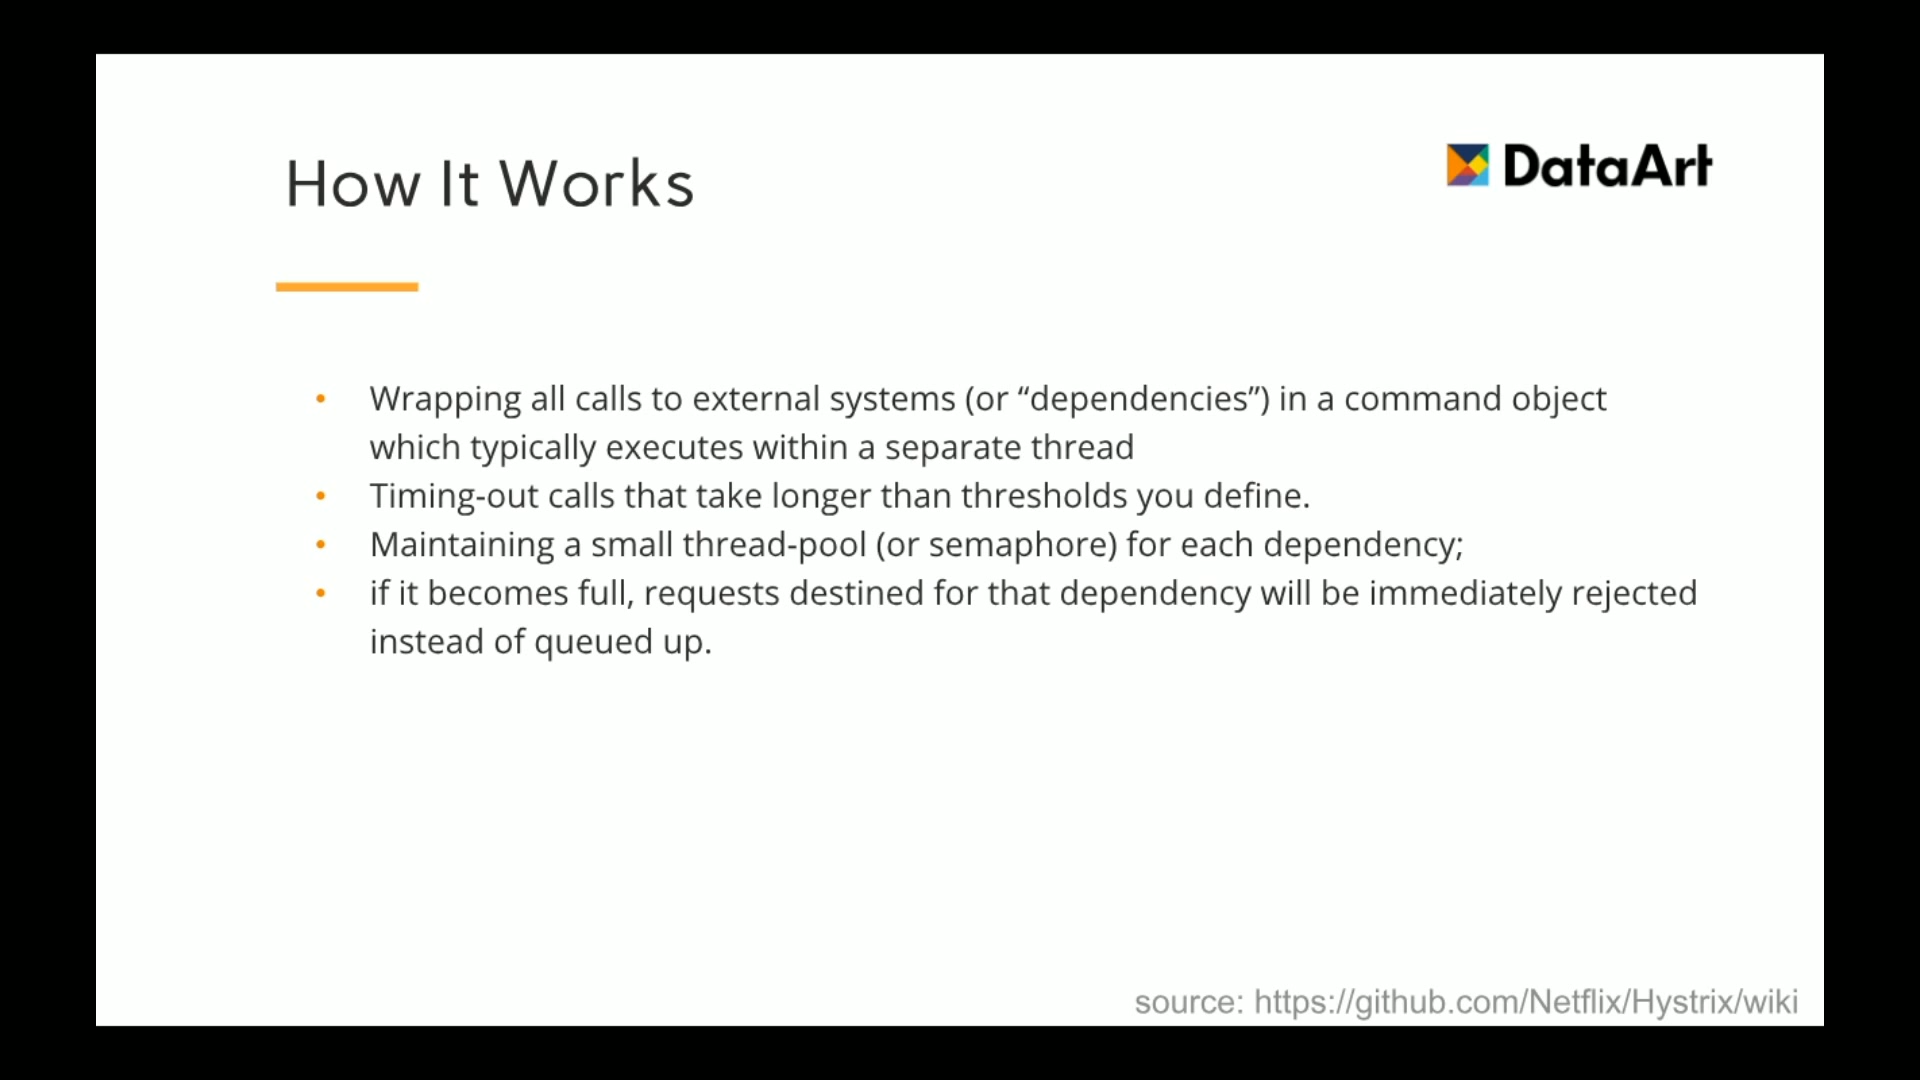 How It Works
DataArt
• Wrapping all calls to external systems (or “dependencies”) in a command object
which typically executes within a separate thread
• Timing-out calls that take longer than thresholds you define.
• Maintaining a small thread-pool (or semaphore) for each dependency;
• if it becomes full, requests destined for that dependency will be immediately rejected
instead of queued up.
source: https://github.com/Netflix/Hystrix/wiki